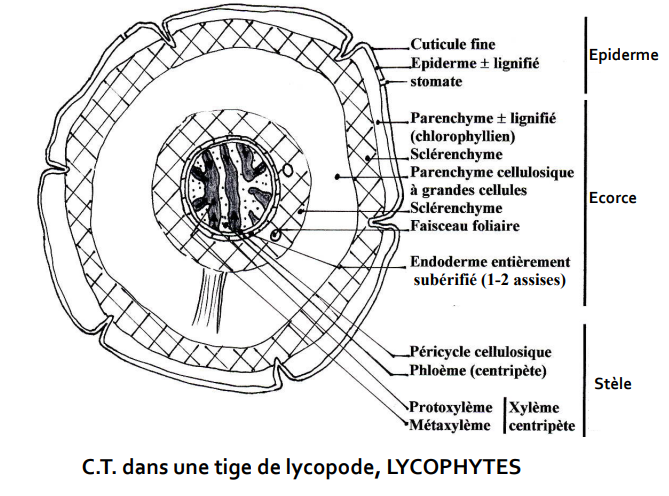 Cuticule fine
Epiderme ± lignifié
stomate
Epiderme
Parenchyme ± lignifié
(chlorophyllien)
Sclérenchyme
Parenchyme cellulosique
à grandes cellules
Sclérenchyme
Faisceau foliaire
Endoderme entièrement
subérifié (1-2 assises)
Ecorce
Péricycle cellulosique
Phloème (centripète)
Protoxylème
Métaxylème
Xylème
centripète
Stèle
C.T. dans une tige de lycopode, LYCOPHYTES